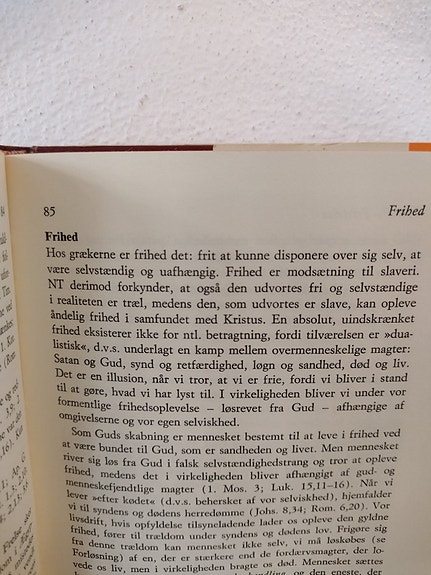 85
Frihed
Frihed
Hos grækerne er frihed det: frit at kunne disponere over sig selv, at
være selvstændig og uafhængig. Frihed er modsætning til slaveri.
NT derimod forkynder, at også den udvortes fri og selvstændige
i realiteten er træl, medens den, som udvortes er slave, kan opleve
åndelig frihed i samfundet med Kristus. En absolut, uindskrænket
frihed eksisterer ikke for ntl. betragtning, fordi tilværelsen er »dua-
listisk«, d.v.s. underlagt en kamp mellem overmenneskelige magter:
Satan og Gud, synd og retfærdighed, løgn og sandhed, død og liv.
Det er en illusion, når vi tror, at vi er frie, fordi vi bliver i stand
til at gøre, hvad vi har lyst til. I virkeligheden bliver vi under vor
formentlige frihedsoplevelse – løsrevet fra Gud – afhængige af
omgivelserne og vor egen selviskhed.
Som Guds skabning er mennesket bestemt til at leve i frihed ved
at være bundet til Gud, som er sandheden og livet. Men mennesket
river sig løs fra Gud i falsk selvstændighedstrang og tror at opleve
frihed, medens det i virkeligheden bliver afhængigt af gud- og
menneskefjendtlige magter (1. Mos. 3; Luk. 15,11–16). Når vi
lever »efter kødet« (d.v.s. behersket af vor selviskhed), hjemfalder
vi til syndens og dødens herredømme (Johs. 8,34; Rom. 6,20). Vor
livsdrift, hvis opfyldelse tilsyneladende lader os opleve den gyldne
frihed, fører til trældom under syndens og dødens lov. Frigøre sig
fra denne trældom kan mennesket ikke selv, vi må løskøbes (se
Forløsning) af en, der er stærkere end de fordærvsmagter, der lo-
vede os liv, men i virkeligheden bragte os død. Mennesket sættes